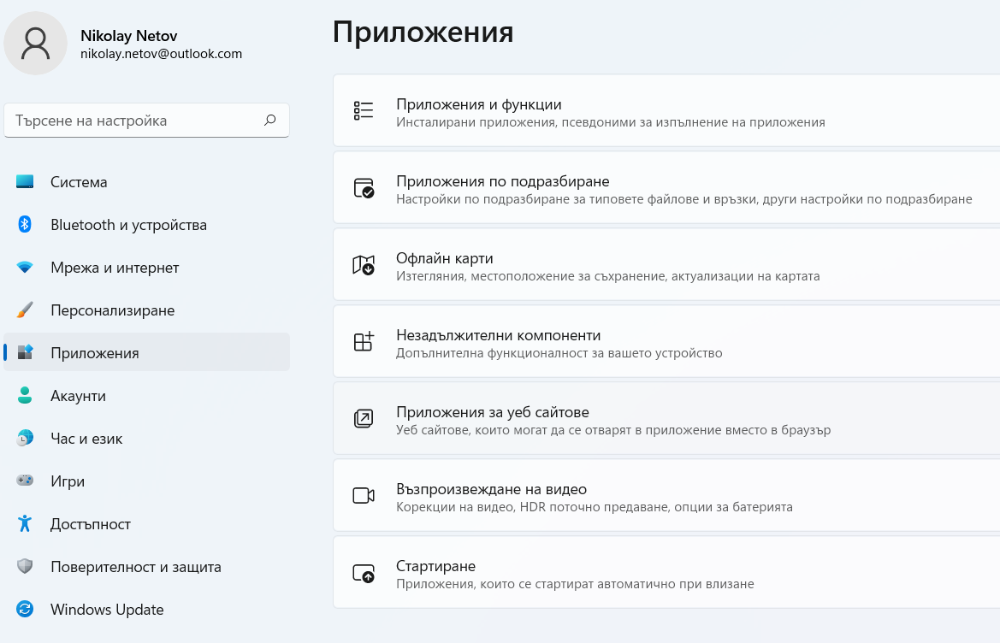 Nikolay Netov
nikolay.netov@outlook.com
Търсене на настройка
Система
Bluetooth и устройства
Мрежа и интернет
Персонализиране
Приложения
Акаунти
Час и език
Игри
Достъпност
Поверителност и защита
Windows Update
Приложения
Приложения и функции
Инсталирани приложения, псевдоними за изпълнение на приложения
Приложения по подразбиране
Настройки по подразбиране за типовете файлове и връзки, други настройки по подразбиране
Офлайн карти
Изтегляния, местоположение за съхранение, актуализации на картата
Незадължителни компоненти
Допълнителна функционалност за вашето устройство
Приложения за уеб сайтове
Уеб сайтове, които могат да се отварят в приложение вместо в браузър
Възпроизвеждане на видео
Корекции на видео, HDR поточно предаване, опции за батерията
Стартиране
Приложения, които се стартират автоматично при влизане